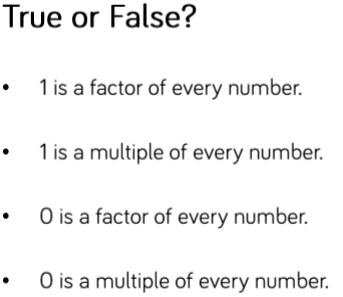 True or False?
• 1 is a factor of every number.
• 1 is a multiple of every number.
• 0 is a factor of every number.
• 0 is a multiple of every number.